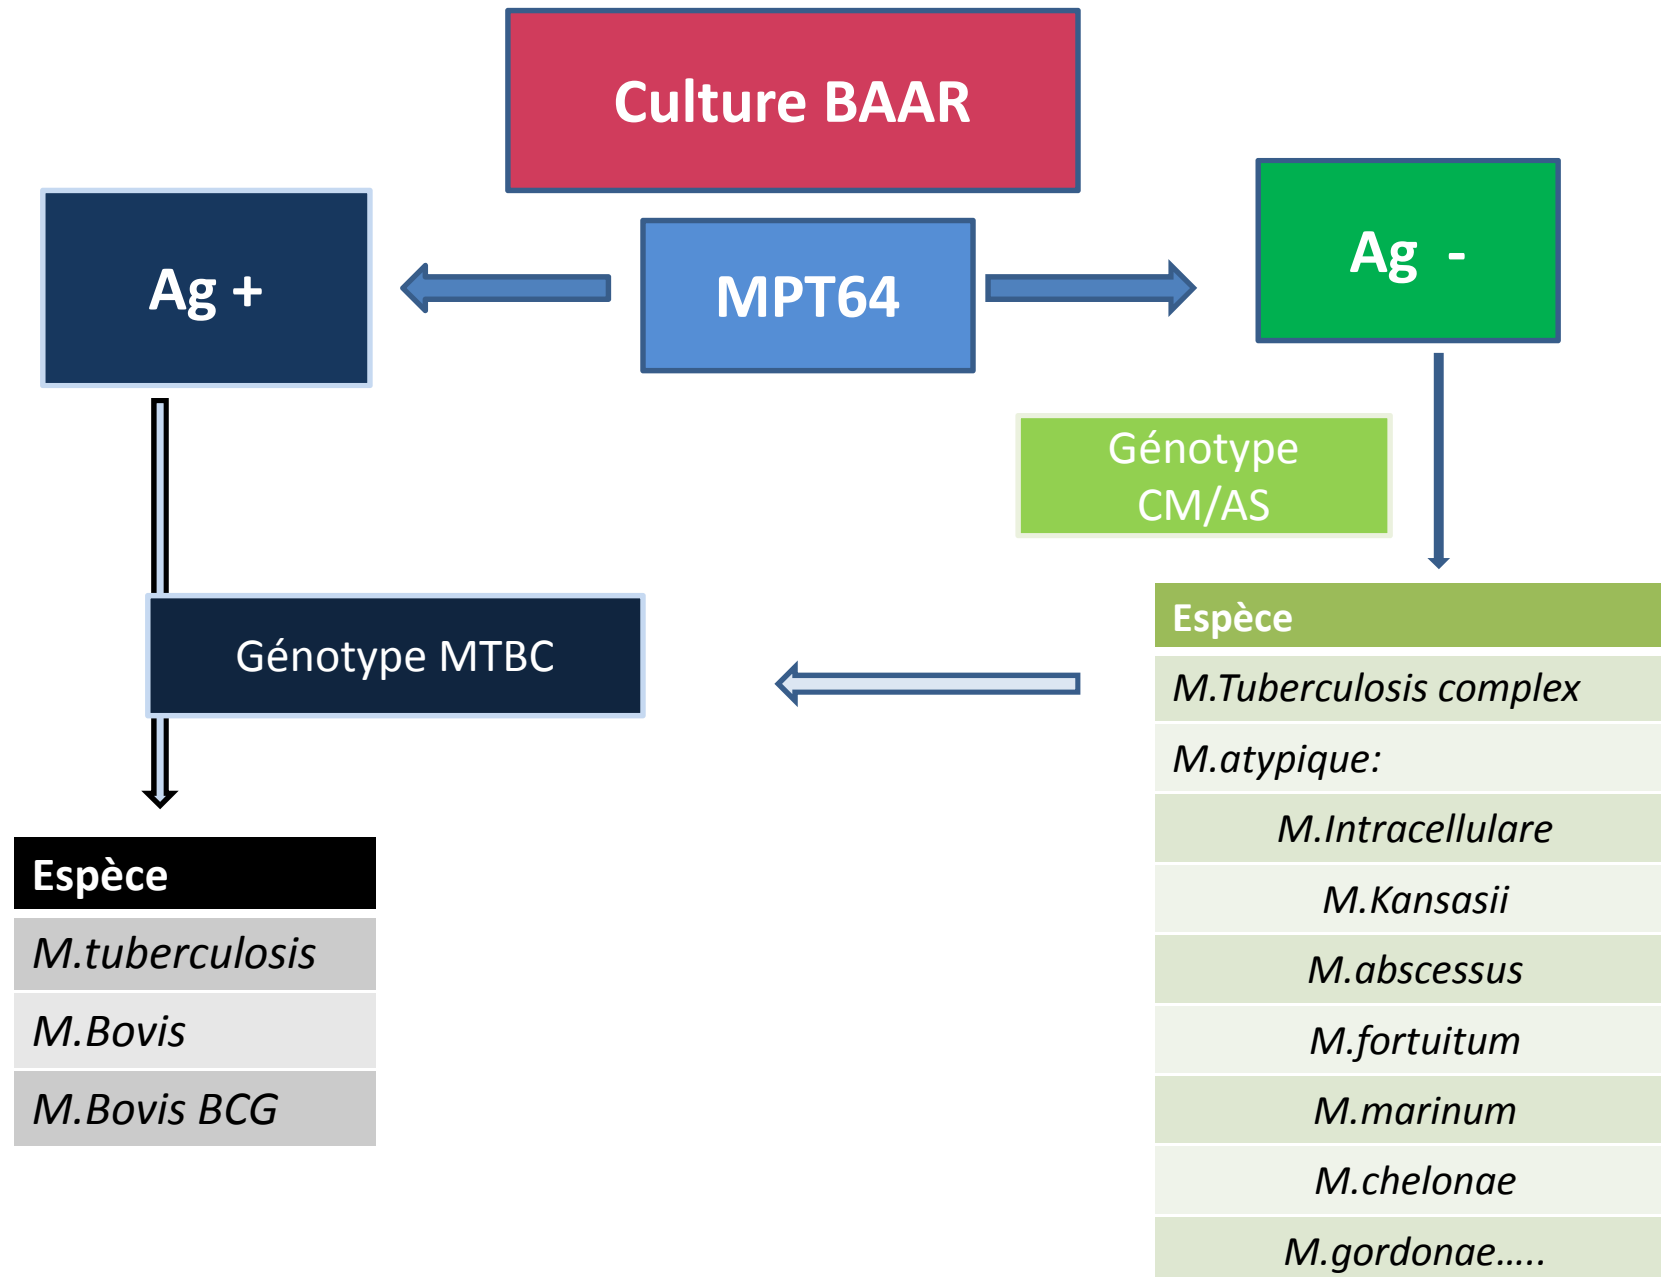 Culture BAAR
Ag +
MPT64
Ag -
Génotype
CM/AS
Génotype MTBC
Espèce
M.Tuberculosis complex
M.atypique:
M.Intracellulare
M.Kansasii
M.abscessus
M.fortuitum
M.marinum
M.chelonae
M.gordonae.....
Espèce
M.tuberculosis
M.Bovis
M.Bovis BCG